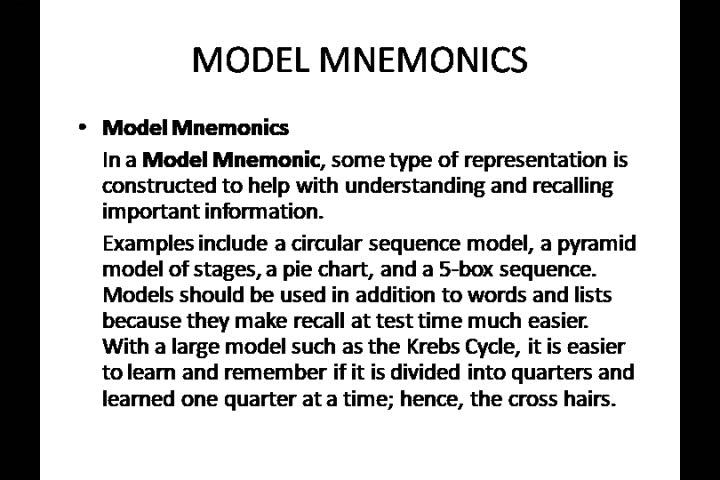 MODEL MNEMONICS
• Model Mnemonics
In a Model Mnemonic, some type of representation is
constructed to help with understanding and recalling
important information.
Examples include a circular sequence model, a pyramid
model of stages, a pie chart, and a 5-box sequence.
Models should be used in addition to words and lists
because they make recall at test time much easier.
With a large model such as the Krebs Cycle, it is easier
to learn and remember if it is divided into quarters and
learned one quarter at a time; hence, the cross hairs.